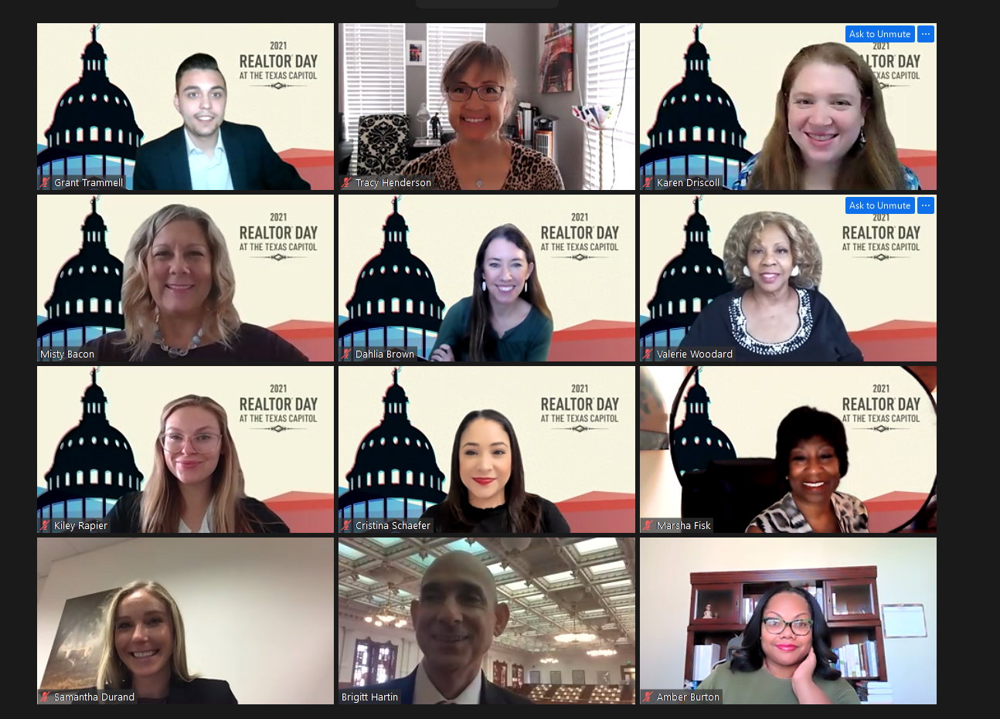 2021
REALTOR® DAY
AT THE TEXAS CAPITOL
Grant Trammell
Tracy Henderson
Ask to Unmute
...
2021
ALTOR® DAY
TEXAS CAPITOL
Karen Driscoll
2021
REALTOR® DAY
AT THE TEXAS CAPITOL
Misty Bacon
2021
REALTOR® DAY
AT THE TEXAS CAPITOL
Dahlia Brown
Ask to Unmute
...
2021
REALTOR® DAY
AT THE TEXAS CAPITOL
Valerie Woodard
2021
REALTOR® DAY
AT THE TEXAS CAPITOL
Kiley Rapier
2021
REALTOR® DAY
AT THE TEXAS CAPITOL
Cristina Schaefer
2021
REALTOR® DAY
AT THE TEXAS CAPITOL
Marsha Fisk
Samantha Durand
Brigitt Hartin
Amber Burton